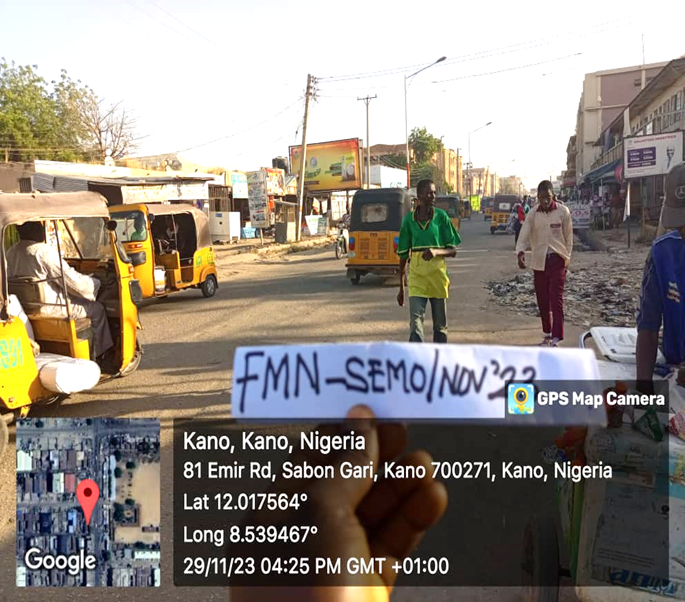 FMN-SEMO/NOV'23
GPS Map Camera
Kano, Kano, Nigeria
81 Emir Rd, Sabon Gari, Kano 700271, Kano, Nigeria
Lat 12.017564°
Long 8.539467°
29/11/23 04:25 PM GMT +01:00
Google